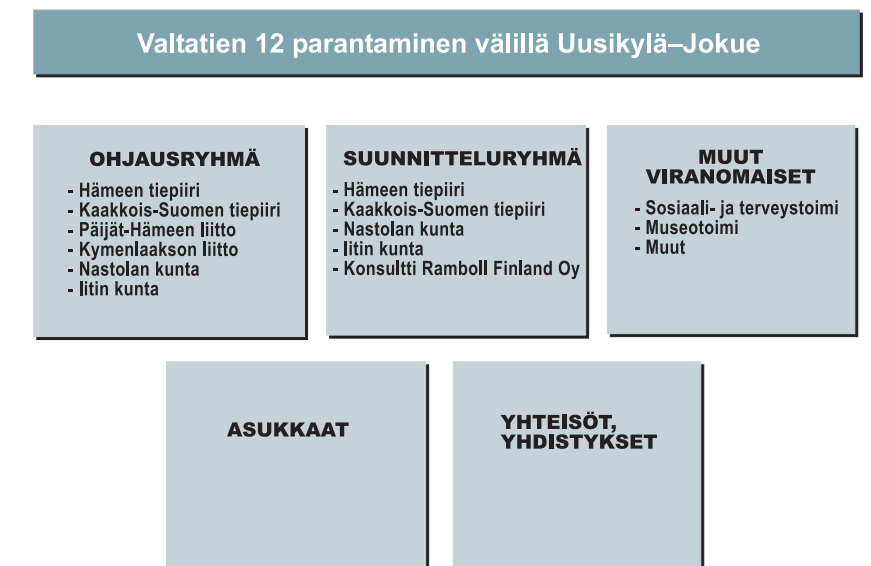 Valtatien 12 parantaminen välillä Uusikylä–Jokue
OHJAUSRYHMÄ
- Hämeen tiepiiri
- Kaakkois-Suomen tiepiiri
- Päijät-Hämeen liitto
- Kymenlaakson liitto
- Nastolan kunta
- Iitin kunta
SUUNNITTELURYHMÄ
- Hämeen tiepiiri
- Kaakkois-Suomen tiepiiri
- Nastolan kunta
- Iitin kunta
- Konsultti Ramboll Finland Oy
MUUT
VIRANOMAISET
- Sosiaali- ja terveystoimi
- Museotoimi
- Muut
ASUKKAAT
YHTEISÖT,
YHDISTYKSET